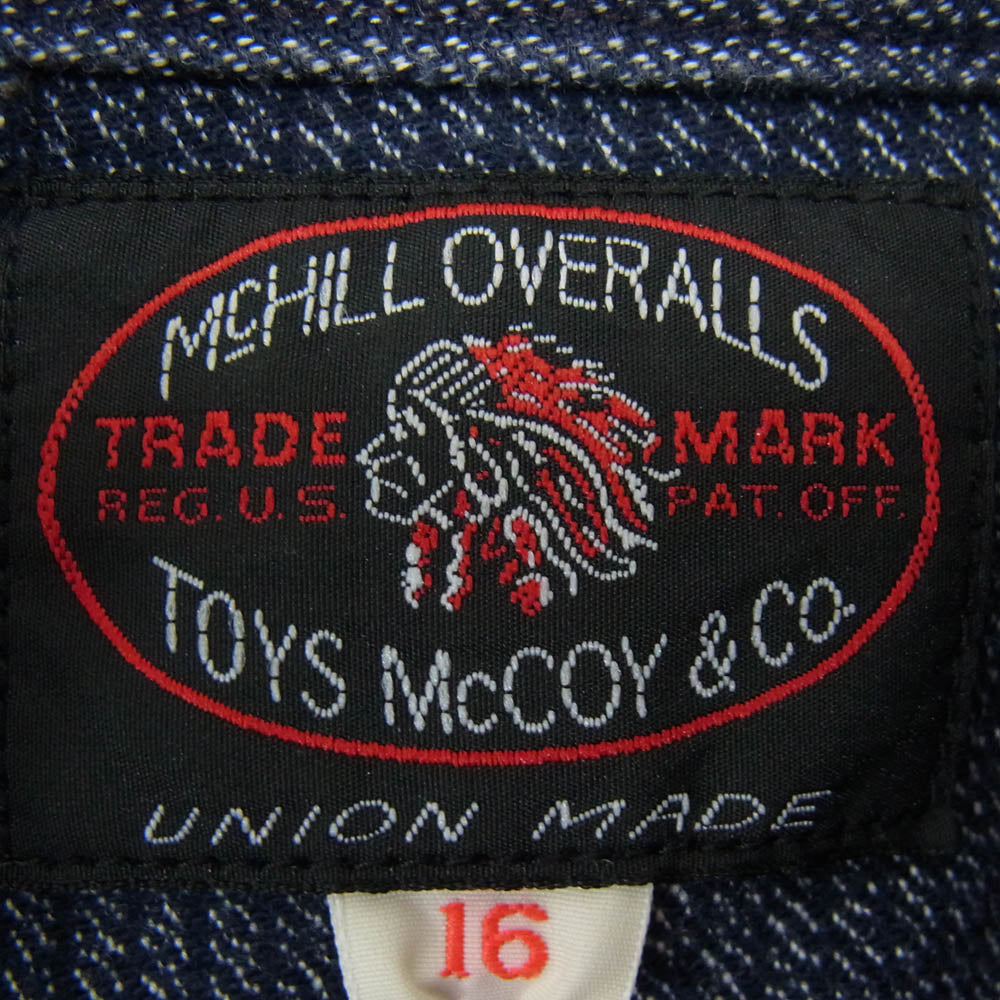 McHILL OVERALLS
TRADE MARK
REG. U.S. PAT. OFF.
TOYS McCOY & Co.
UNION MADE
16